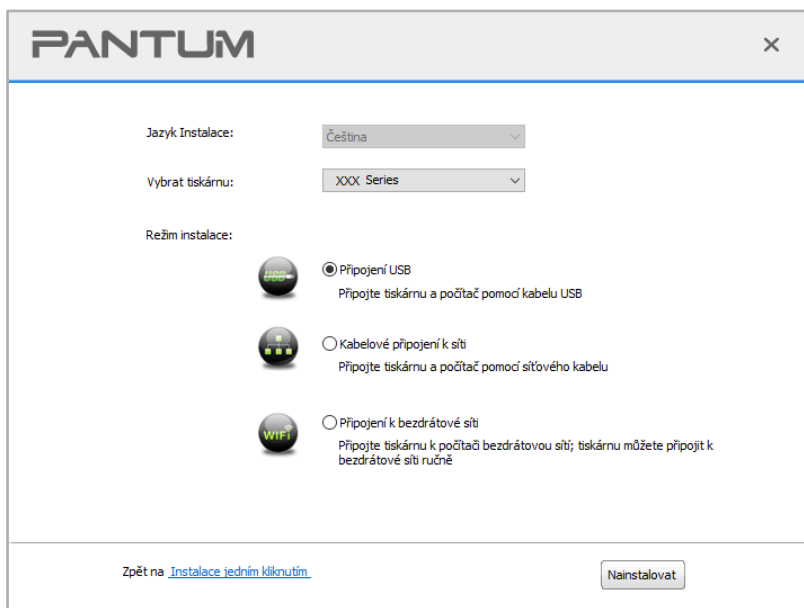 PANTUM
Jazyk Instalace:
Čeština
Vybrat tiskárnu:
XXX Series
Režim instalace:
USB
Připojení USB
Připojte tiskárnu a počítač pomocí kabelu USB
Kabelové připojení k síti
Připojte tiskárnu a počítač pomocí síťového kabelu
WiFi
Připojení k bezdrátové síti
Připojte tiskárnu k počítači bezdrátovou sítí; tiskárnu můžete připojit k
bezdrátové síti ručně
Zpět na Instalace jedním kliknutím
Nainstalovat